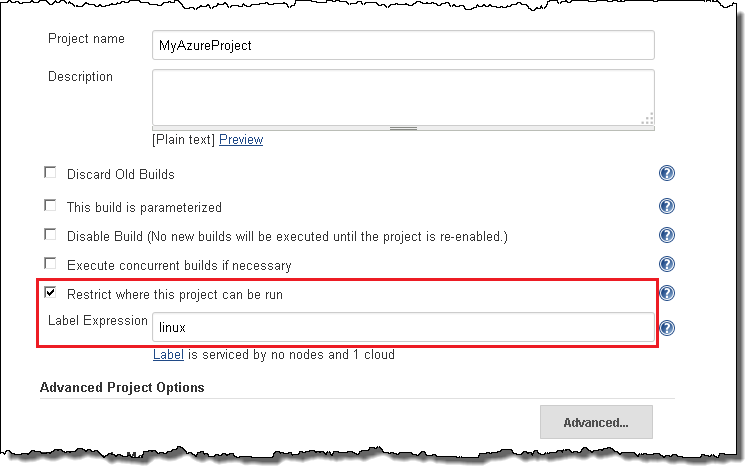 Project name
MyAzureProject
Description
[Plain text] Preview
Discard Old Builds
This build is parameterized
Disable Build (No new builds will be executed until the project is re-enabled.)
Execute concurrent builds if necessary
Restrict where this project can be run
Label Expression
linux
Label is serviced by no nodes and 1 cloud
Advanced Project Options
Advanced...